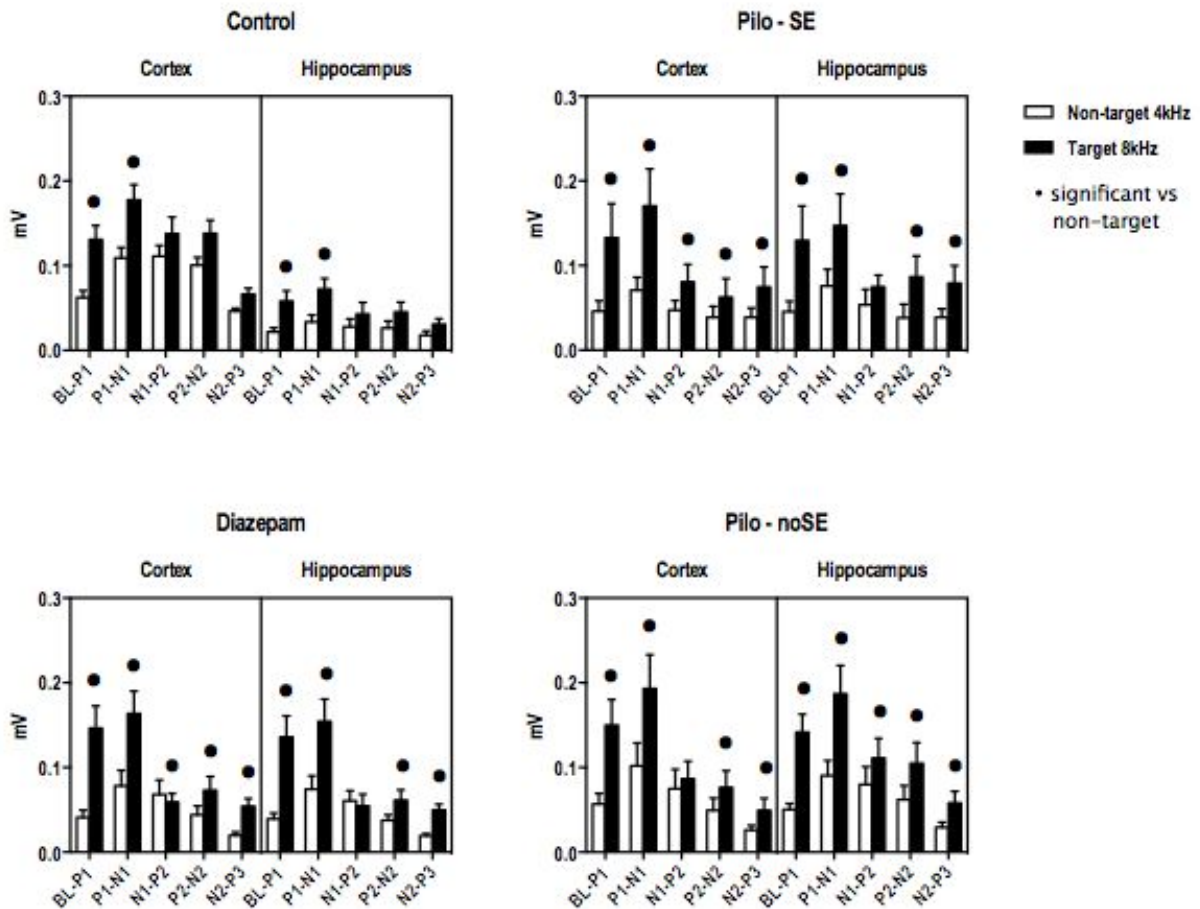 Control
Cortex Hippocampus
0.3
0.2
0.1
0.0
mV
BL-P1 P1-N1 N1-P2 P2-N2 N2-P3 BL-P1 P1-N1 N1-P2 P2-N2 N2-P3
Pilo - SE
Cortex Hippocampus
0.3
0.2
0.1
0.0
mV
BL-P1 P1-N1 N1-P2 P2-N2 N2-P3 BL-P1 P1-N1 N1-P2 P2-N2 N2-P3
Non-target 4kHz
Target 8kHz
• significant vs
non-target
Diazepam
Cortex Hippocampus
0.3
0.2
0.1
0.0
mV
BL-P1 P1-N1 N1-P2 P2-N2 N2-P3 BL-P1 P1-N1 N1-P2 P2-N2 N2-P3
Pilo - noSE
Cortex Hippocampus
0.3
0.2
0.1
0.0
mV
BL-P1 P1-N1 N1-P2 P2-N2 N2-P3 BL-P1 P1-N1 N1-P2 P2-N2 N2-P3